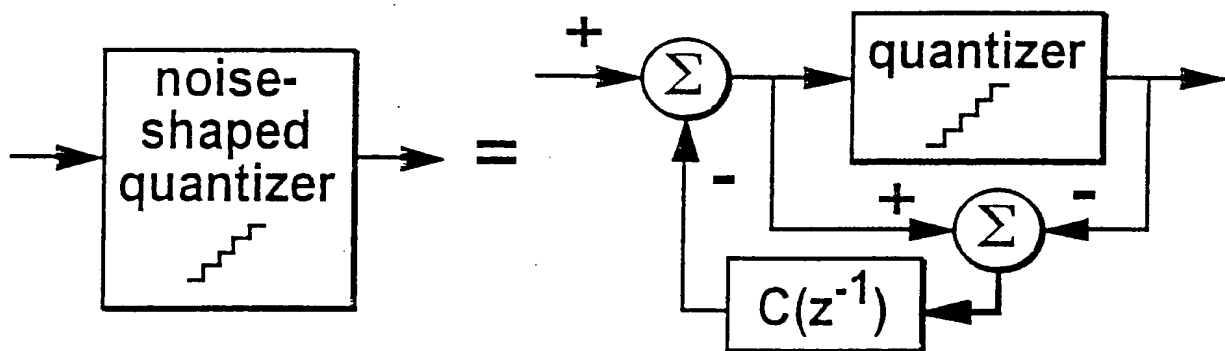 noise-
shaped
quantizer
=
+
Σ
-
quantizer
+
Σ
-
C(z⁻¹)